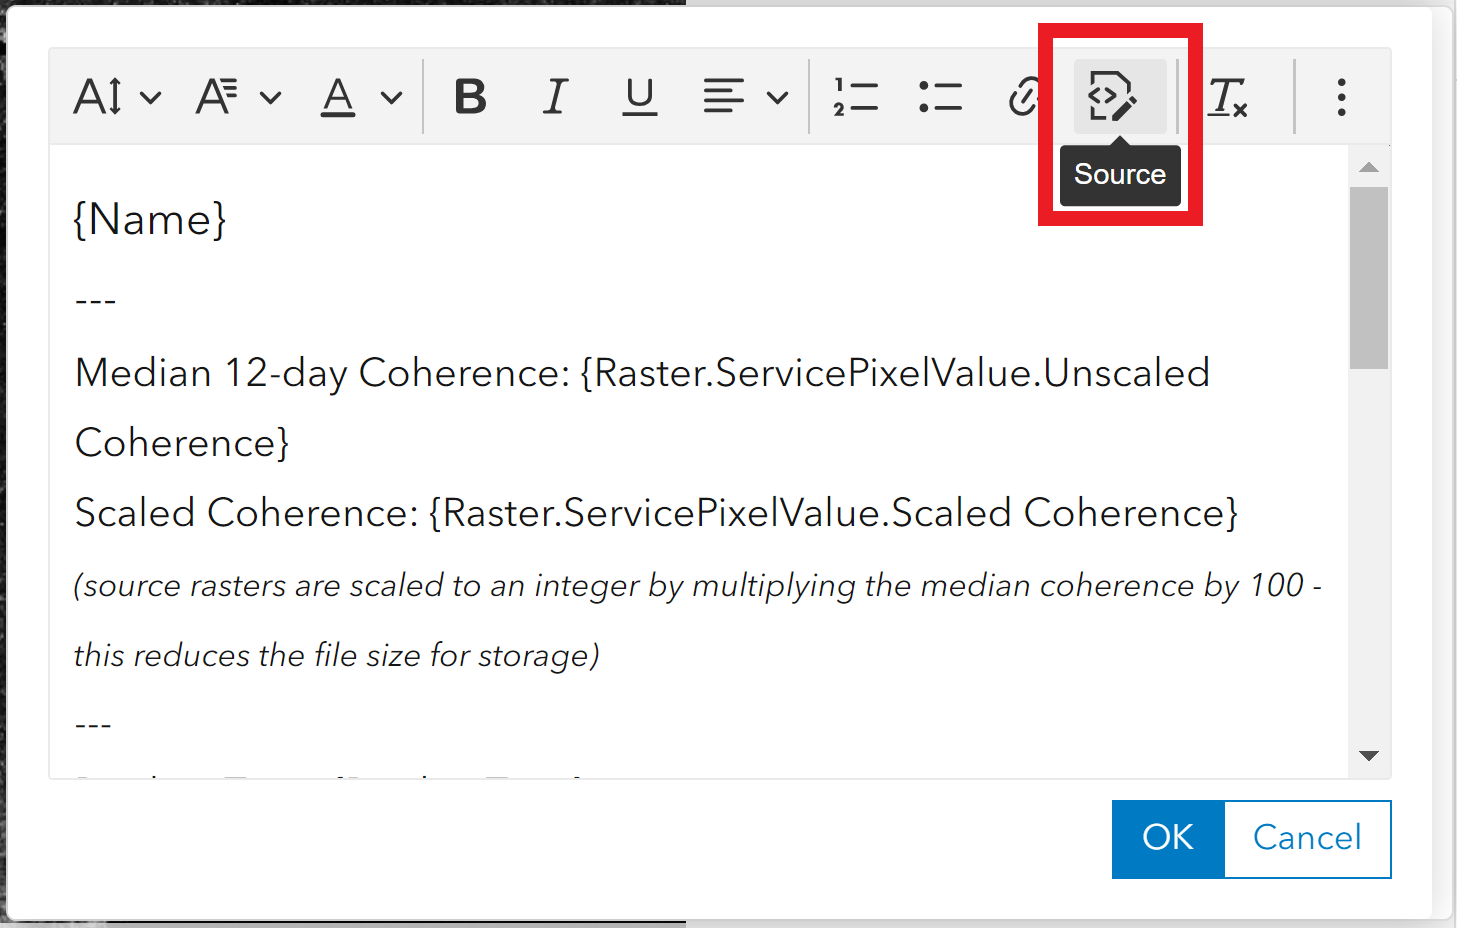 B I U
Source
{Name}
---
Median 12-day Coherence: {Raster.ServicePixelValue.Unscaled
Coherence}
Scaled Coherence: {Raster.ServicePixelValue.Scaled Coherence}
(source rasters are scaled to an integer by multiplying the median coherence by 100 -
this reduces the file size for storage)
---
OK Cancel